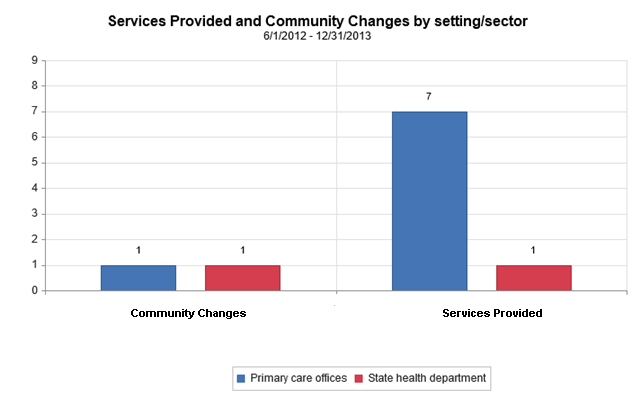 Services Provided and Community Changes by setting/sector
6/1/2012 - 12/31/2013
9
8
7
6
5
4
3
2
1
0
1
1
7
1
Community Changes
Services Provided
Primary care offices
State health department